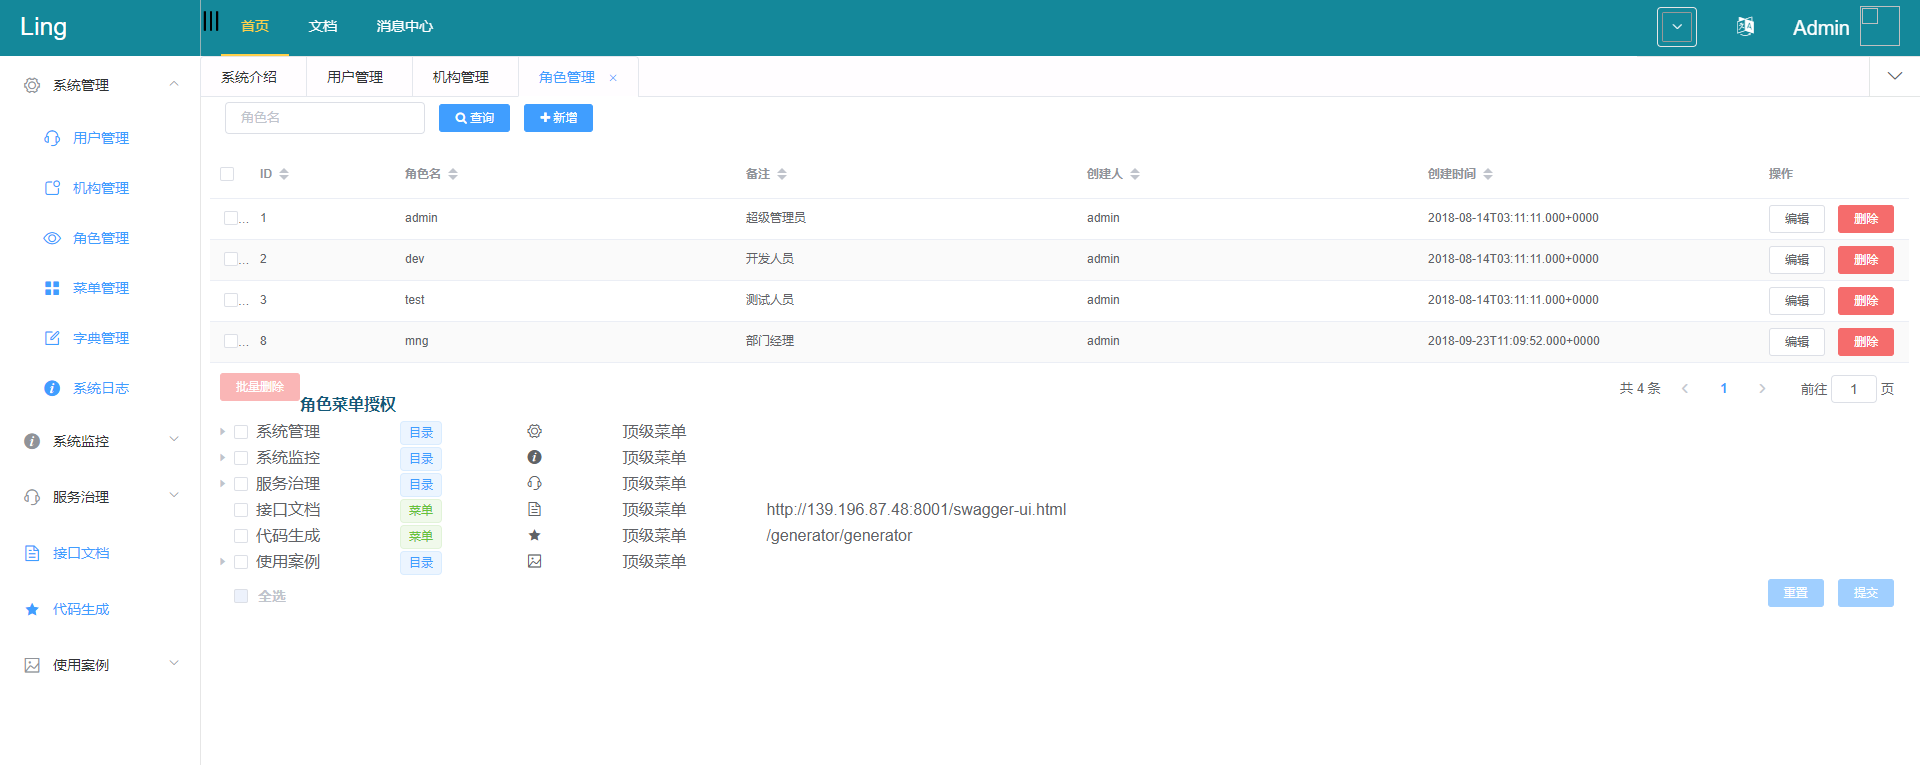 Ling
首页 文档 消息中心 Admin
系统管理
用户管理
机构管理
角色管理
菜单管理
字典管理
系统日志
系统监控
服务治理
接口文档
代码生成
使用案例
系统介绍 用户管理 机构管理 角色管理
角色名 查询 新增
ID 角色名 备注 创建人 创建时间 操作
... 1 admin 超级管理员 admin 2018-08-14T03:11:11.000+0000 编辑 删除
... 2 dev 开发人员 admin 2018-08-14T03:11:11.000+0000 编辑 删除
... 3 test 测试人员 admin 2018-08-14T03:11:11.000+0000 编辑 删除
... 8 mng 部门经理 admin 2018-09-23T11:09:52.000+0000 编辑 删除
批量删除 共 4 条 1 前往 1 页
角色菜单授权
系统管理 目录 顶级菜单
系统监控 目录 顶级菜单
服务治理 目录 顶级菜单
接口文档 菜单 顶级菜单 http://139.196.87.48:8001/swagger-ui.html
代码生成 菜单 顶级菜单 /generator/generator
使用案例 目录 顶级菜单
全选 重置 提交